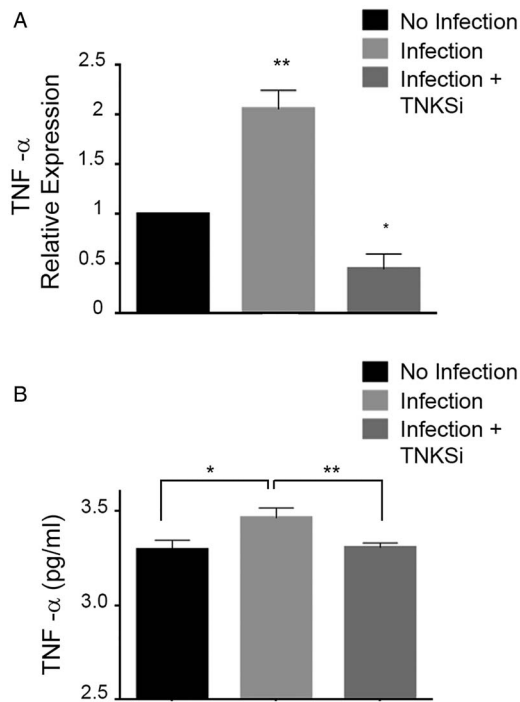 A
No Infection
Infection
Infection +
TNKSi
TNF -α
Relative Expression
2.5
2
1.5
1
0.5
0
**
*
B
No Infection
Infection
Infection +
TNKSi
TNF -α (pg/ml)
3.5
3.0
2.5
*
**